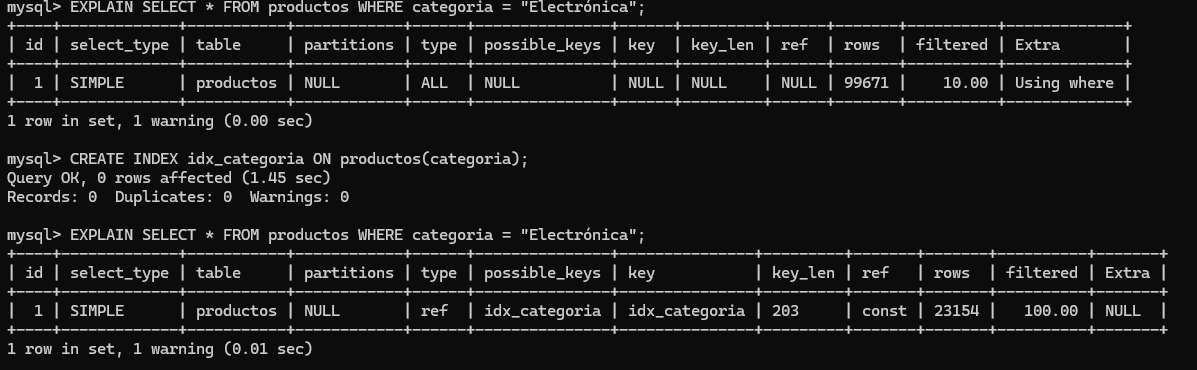 mysql> EXPLAIN SELECT * FROM productos WHERE categoria = "Electrónica";
+----+-------------+-----------+------------+------+---------------+------+---------+------+-------+----------+-------------+
| id | select_type | table     | partitions | type | possible_keys | key  | key_len | ref  | rows  | filtered | Extra       |
+----+-------------+-----------+------------+------+---------------+------+---------+------+-------+----------+-------------+
|  1 | SIMPLE      | productos | NULL       | ALL  | NULL          | NULL | NULL    | NULL | 99671 |    10.00 | Using where |
+----+-------------+-----------+------------+------+---------------+------+---------+------+-------+----------+-------------+
1 row in set, 1 warning (0.00 sec)

mysql> CREATE INDEX idx_categoria ON productos(categoria);
Query OK, 0 rows affected (1.45 sec)
Records: 0  Duplicates: 0  Warnings: 0

mysql> EXPLAIN SELECT * FROM productos WHERE categoria = "Electrónica";
+----+-------------+-----------+------------+------+---------------+---------------+---------+-------+-------+----------+-------+
| id | select_type | table     | partitions | type | possible_keys | key           | key_len | ref   | rows  | filtered | Extra |
+----+-------------+-----------+------------+------+---------------+---------------+---------+-------+-------+----------+-------+
|  1 | SIMPLE      | productos | NULL       | ref  | idx_categoria | idx_categoria | 203     | const | 23154 |   100.00 | NULL  |
+----+-------------+-----------+------------+------+---------------+---------------+---------+-------+-------+----------+-------+
1 row in set, 1 warning (0.01 sec)